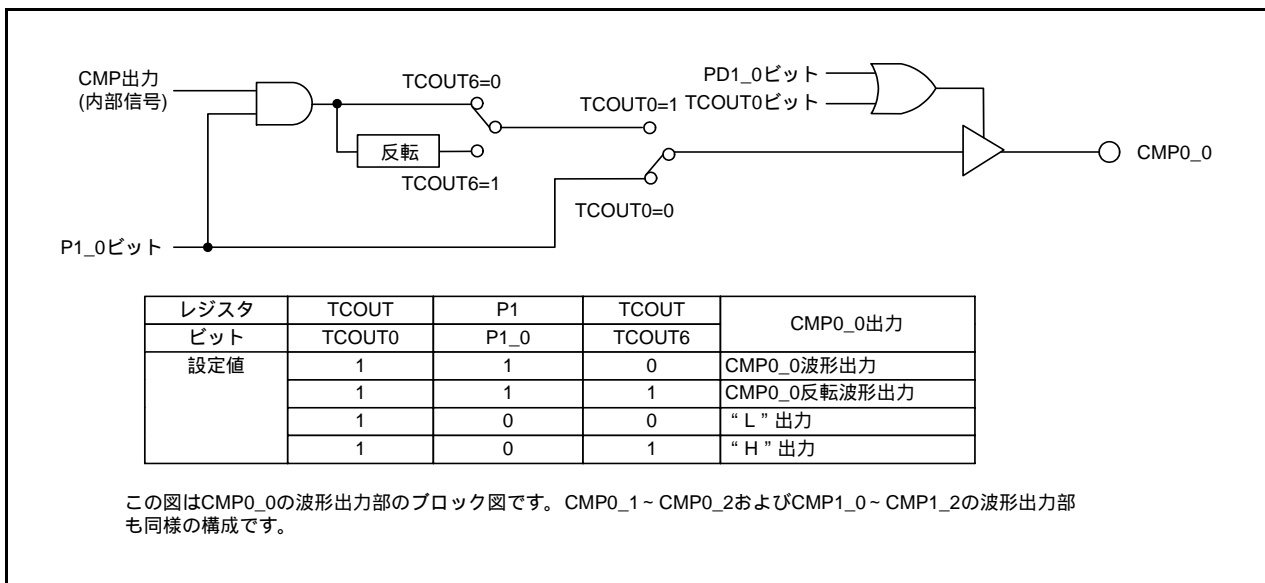 CMP出力
(内部信号)
TCOUT6=0
反転
TCOUT6=1
P1_0ビット
TCOUT0=1
TCOUT0=0
PD1_0ビット
TCOUT0ビット
CMP0_0
レジスタ TCOUT P1 TCOUT CMP0_0出力
ビット TCOUT0 P1_0 TCOUT6
設定値 1 1 0 CMP0_0波形出力
1 1 1 CMP0_0反転波形出力
1 0 0 “ L ” 出力
1 0 1 “ H ” 出力
この図はCMP0_0の波形出力部のブロック図です。CMP0_1~CMP0_2およびCMP1_0~CMP1_2の波形出力部
も同様の構成です。